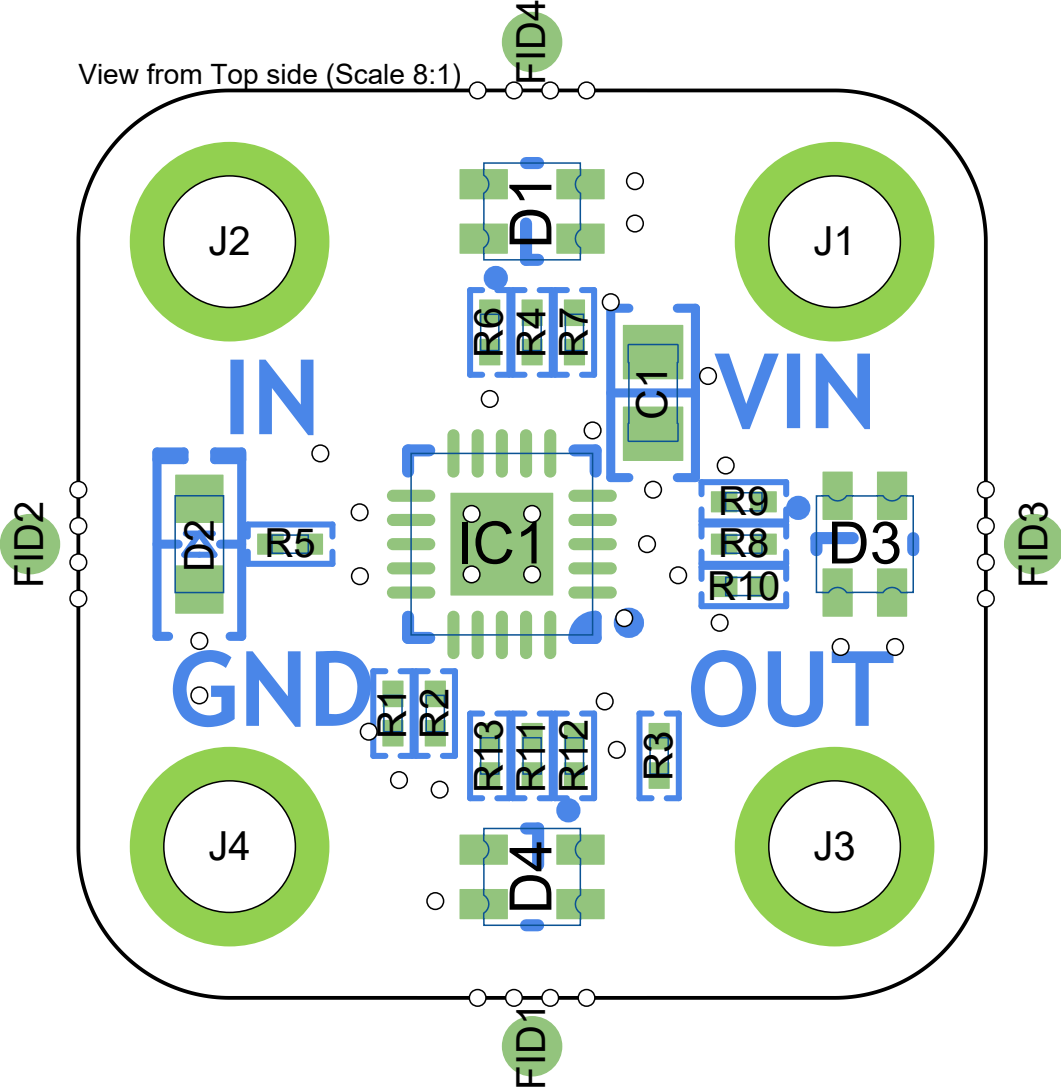 FID4
View from Top side (Scale 8:1)
D1
J2
J1
R6
R4
R7
IN
C1
VIN
R9
FID2
D2
R5
IC1
R8
D3
FID3
R10
GND
OUT
R1
R2
R13
R11
R12
R3
J4
D4
J3
FID1